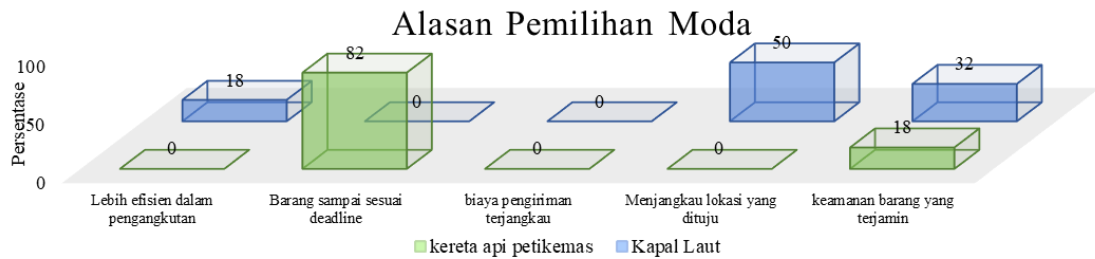 Alasan Pemilihan Moda
Persentase
100
50
0
18
0
0
50
32
0
82
0
0
18
Lebih efisien dalam
pengangkutan
Barang sampai sesuai
deadline
biaya pengiriman
terjangkau
Menjangkau lokasi yang
dituju
keamanan barang yang
terjamin
kereta api petikemas
Kapal Laut